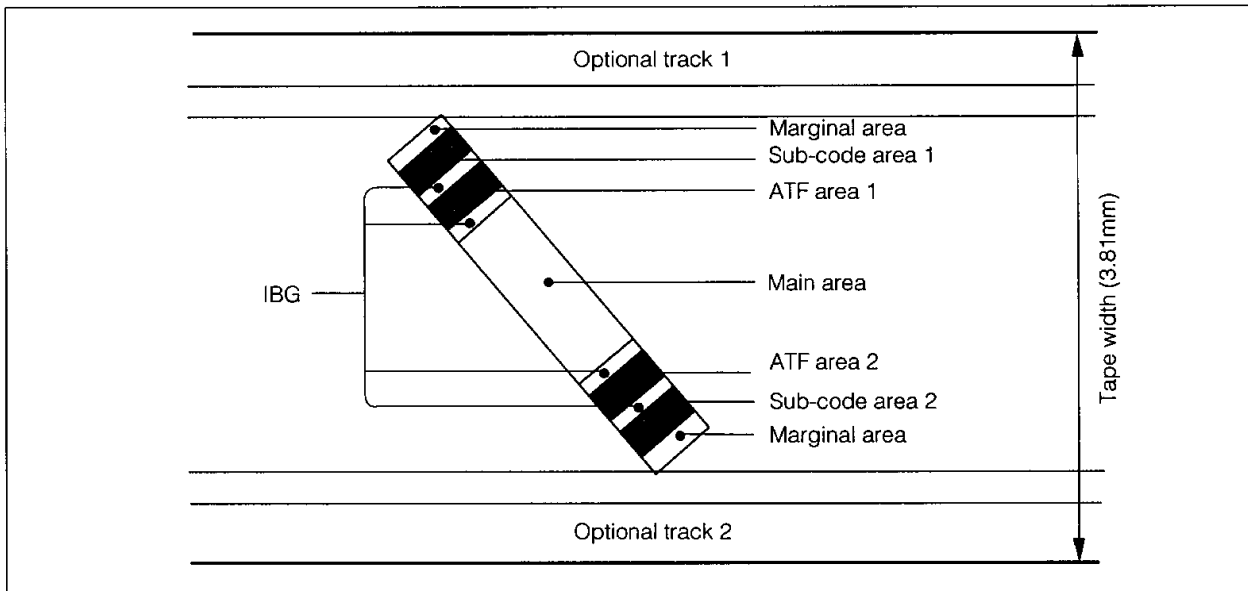 Optional track 1
Marginal area
Sub-code area 1
ATF area 1
Main area
IBG
ATF area 2
Sub-code area 2
Marginal area
Optional track 2
Tape width (3.81mm)